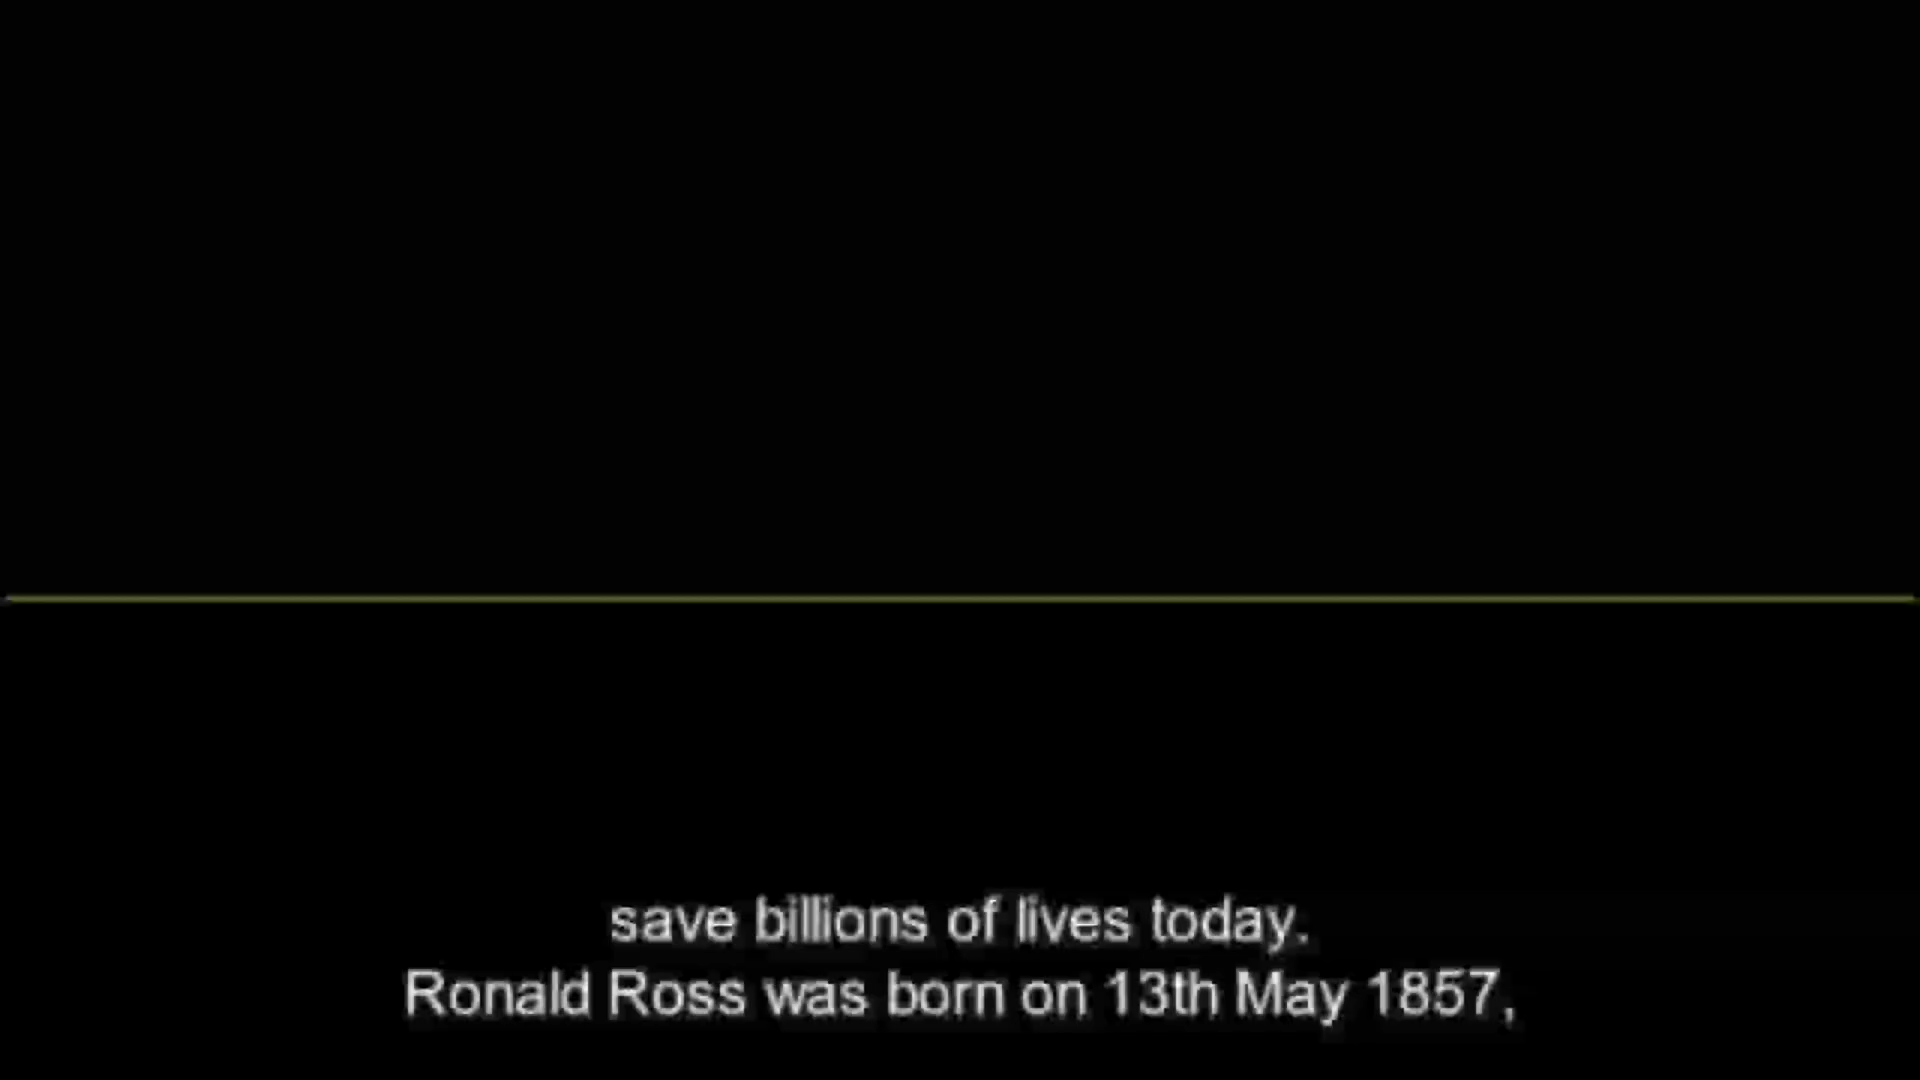 save billions of lives today.
Ronald Ross was born on 13th May 1857,